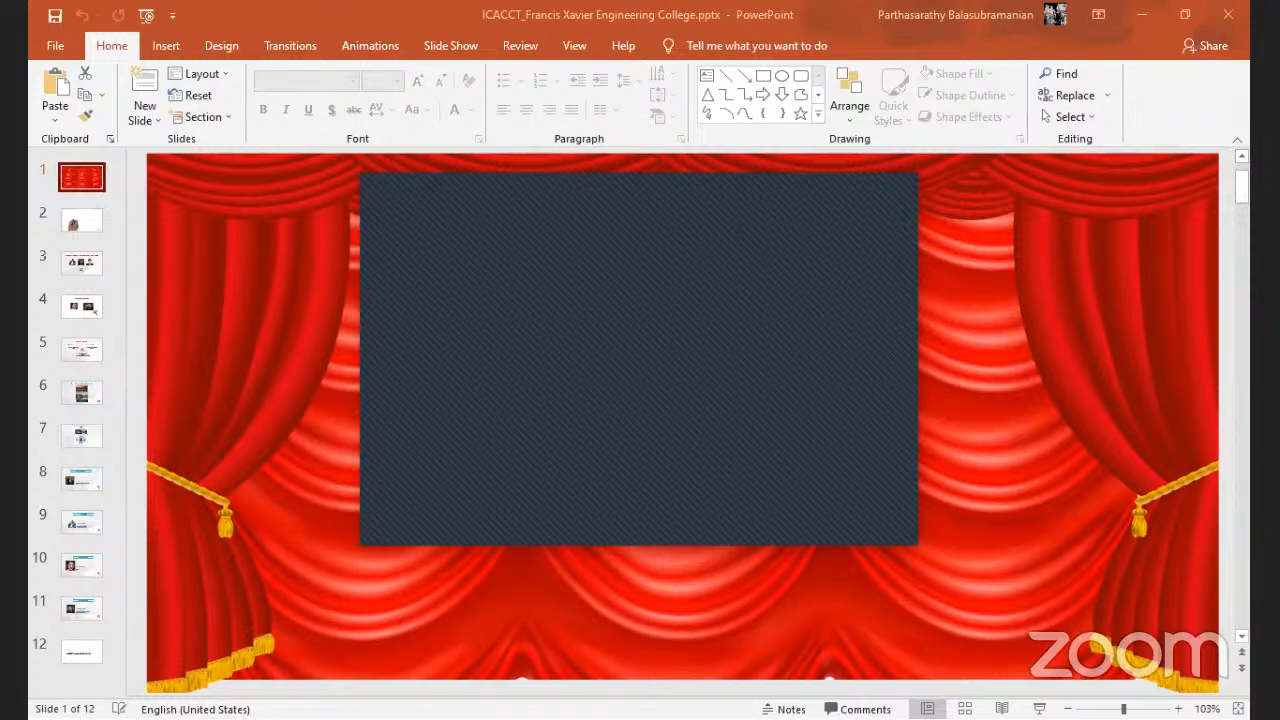 ICACCT_Francis Xavier Engineering College.pptx - PowerPoint
Parthasarathy Balasubramanian
File Home Insert Design Transitions Animations Slide Show Review View Help Tell me what you want to do Share
Paste
Clipboard
New Slide
Layout
Reset
Section
Slides
B I U S abc AV Aa A
Font
Paragraph
Arrange
Quick Styles
Shape Fill
Shape Outline
Shape Effects
Drawing
Find
Replace
Select
Editing
1
2
3
4
5
6
7
8
9
10
11
12
zoom
Slide 1 of 12 English (United States) Notes Comments 103%